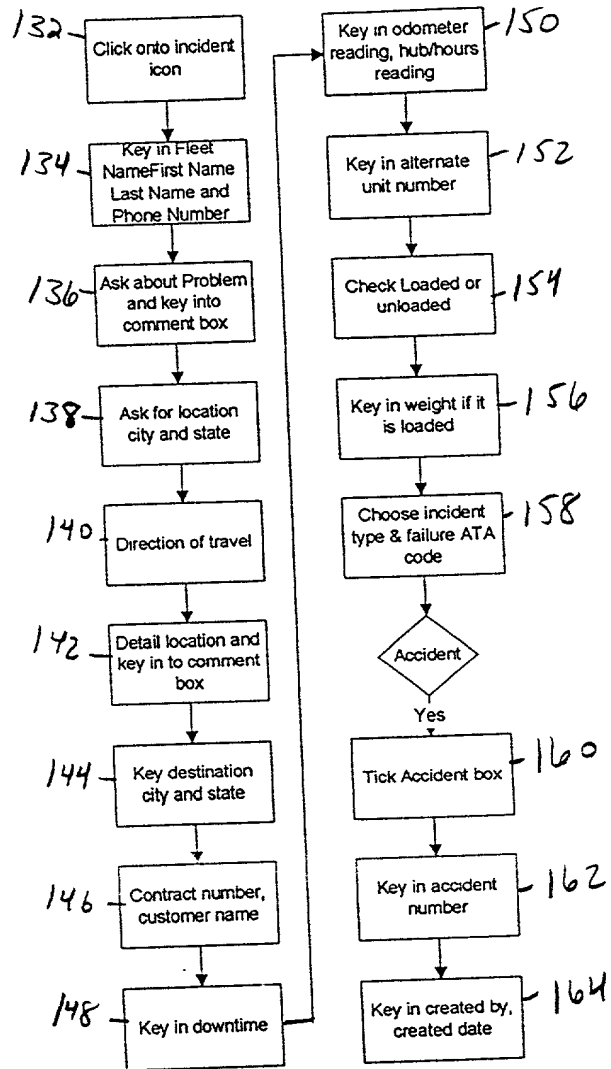 132
Click onto incident
icon
134
Key in Fleet
NameFirst Name
Last Name and
Phone Number
136
Ask about Problem
and key into
comment box
138
Ask for location
city and state
140
Direction of travel
142
Detail location and
key in to comment
box
144
Key destination
city and state
146
Contract number,
customer name
148
Key in downtime
150
Key in odometer
reading, hub/hours
reading
152
Key in alternate
unit number
154
Check Loaded or
unloaded
156
Key in weight if it
is loaded
158
Choose incident
type & failure ATA
code
Accident
Yes
160
Tick Accident box
162
Key in accident
number
164
Key in created by,
created date